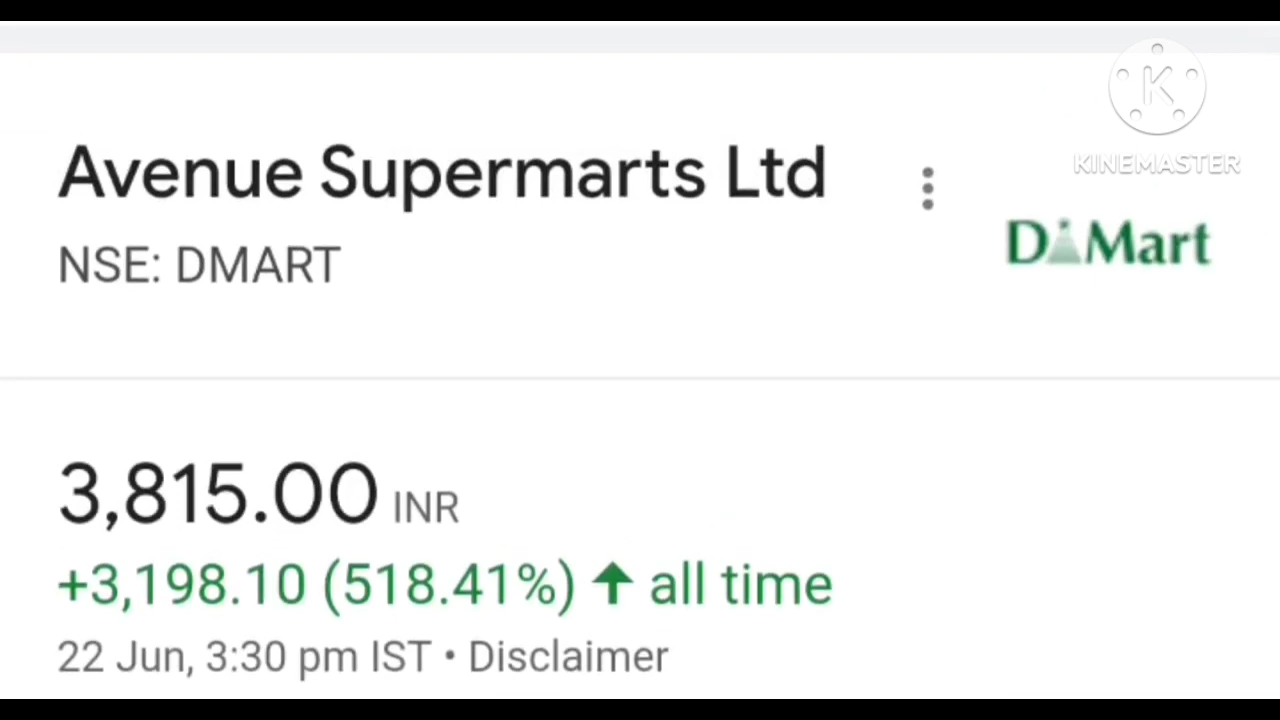 K
KINEMASTER
Avenue Supermarts Ltd
DMart
NSE: DMART
3,815.00 INR
+3,198.10 (518.41%) ↑ all time
22 Jun, 3:30 pm IST • Disclaimer